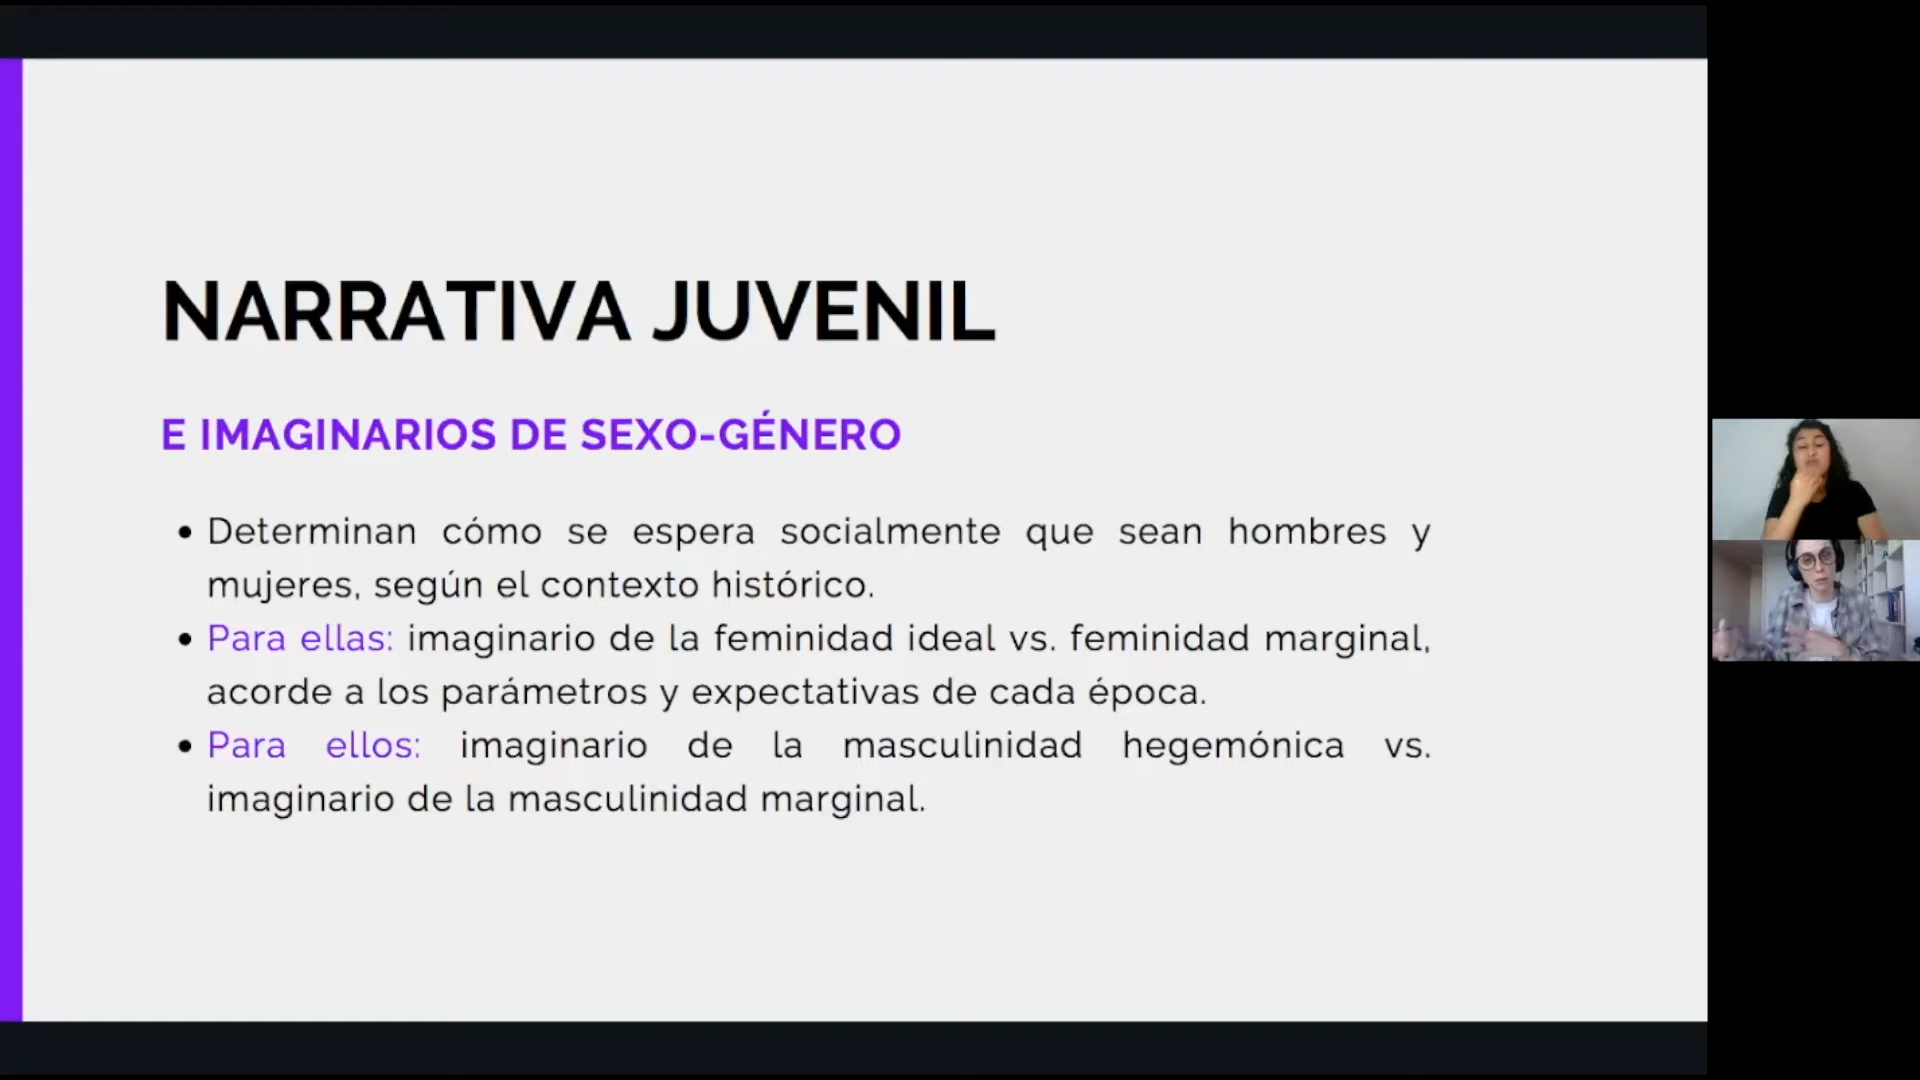 NARRATIVA JUVENIL
E IMAGINARIOS DE SEXO-GÉNERO
• Determinan cómo se espera socialmente que sean hombres y
mujeres, según el contexto histórico.
• Para ellas: imaginario de la feminidad ideal vs. feminidad marginal,
acorde a los parámetros y expectativas de cada época.
• Para ellos: imaginario de la masculinidad hegemónica vs.
imaginario de la masculinidad marginal.